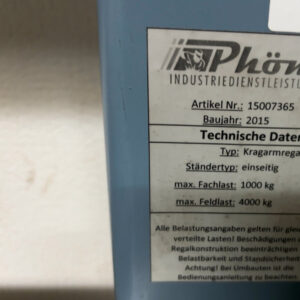 Phön
INDUSTRIEDIENSTLEIST
Artikel Nr.: 15007365
Baujahr: 2015
Technische Daten
Typ: Kragarmrega
Ständertyp: einseitig
max. Fachlast: 1000 kg
max. Feldlast: 4000 kg
Alle Belastungsangaben gelten für gle
verteilte Lasten! Beschädigungen
Regalkonstruktion beeinträchtigen
Belastbarkeit und Standsicherhe
Achtung! Bei Umbauten ist die
Bedienungsanleitung zu beachten